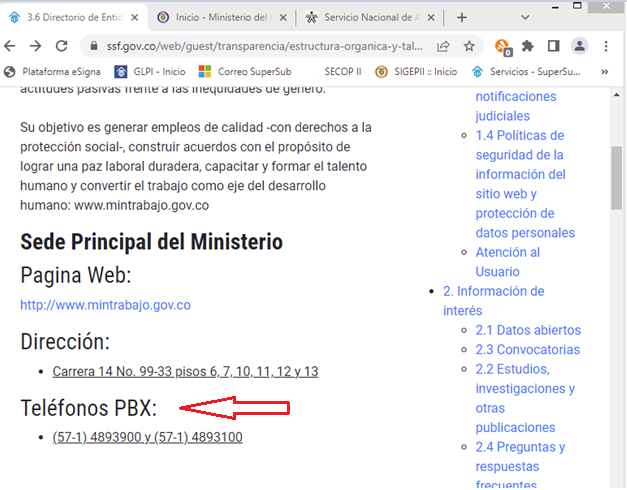 3.6 Directorio de Entid
Inicio - Ministerio del t
Servicio Nacional de A
ssf.gov.co/web/guest/transparencia/estructura-organica-y-tal...
0
Plataforma eSigna
GLPI - Inicio
Correo SuperSub
SECOP II
SIGEPII :: Inicio
Servicios - SuperSu...
»
actitudes pasivas frente a las inequidades de género.
Su objetivo es generar empleos de calidad -con derechos a la
protección social-, construir acuerdos con el propósito de
lograr una paz laboral duradera, capacitar y formar el talento
humano y convertir el trabajo como eje del desarrollo
humano: www.mintrabajo.gov.co
Sede Principal del Ministerio
Pagina Web:
http://www.mintrabajo.gov.co
Dirección:
Carrera 14 No. 99-33 pisos 6, 7, 10, 11, 12 y 13
Teléfonos PBX:
(57-1) 4893900 y (57-1) 4893100
notificaciones
judiciales
1.4 Políticas de
seguridad de la
información del
sitio web y
protección de
datos personales
Atención al
Usuario
2. Información de
interés
2.1 Datos abiertos
2.3 Convocatorias
2.2 Estudios,
investigaciones y
otras
publicaciones
2.4 Preguntas y
respuestas
frecuentes